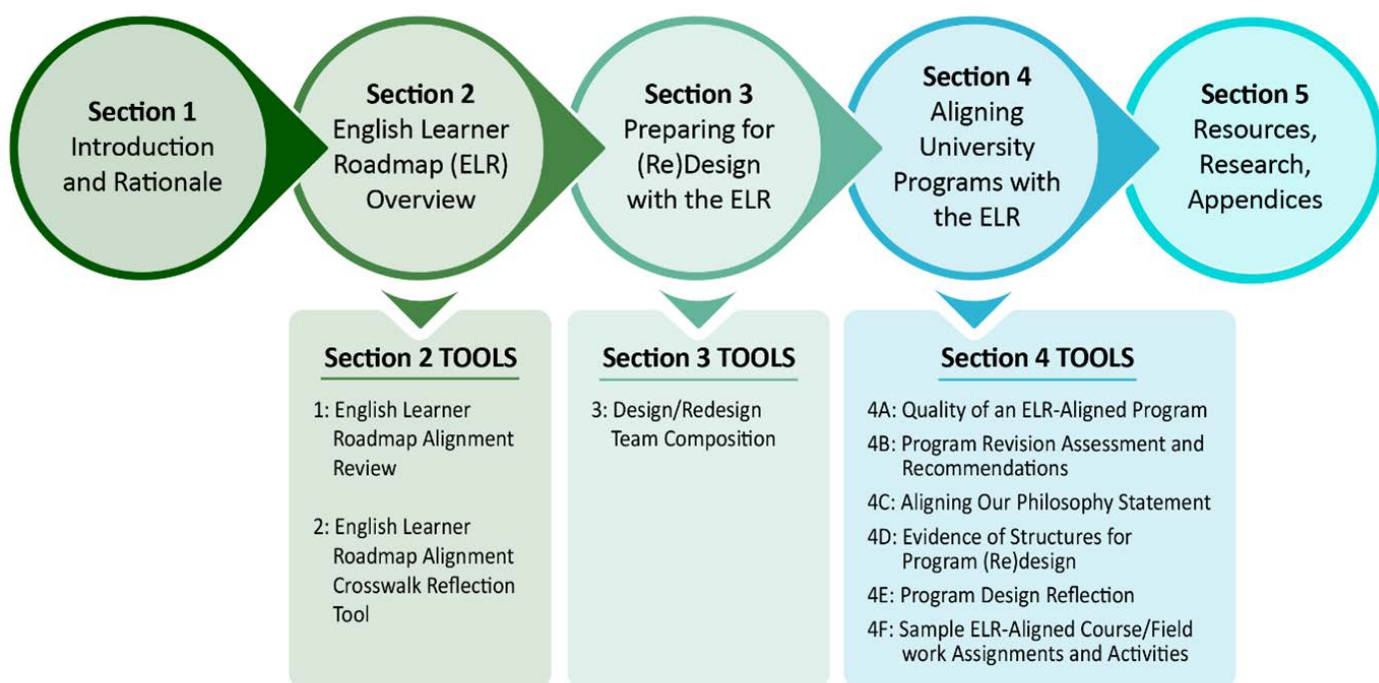 Section 1
Introduction
and Rationale
Section 2
English Learner
Roadmap (ELR)
Overview
Section 3
Preparing for
(Re)Design
with the ELR
Section 4
Aligning
University
Programs with
the ELR
Section 5
Resources,
Research,
Appendices
Section 2 TOOLS
1: English Learner
Roadmap Alignment
Review
2: English Learner
Roadmap Alignment
Crosswalk Reflection
Tool
Section 3 TOOLS
3: Design/Redesign
Team Composition
Section 4 TOOLS
4A: Quality of an ELR-Aligned Program
4B: Program Revision Assessment and
Recommendations
4C: Aligning Our Philosophy Statement
4D: Evidence of Structures for
Program (Re)design
4E: Program Design Reflection
4F: Sample ELR-Aligned Course/Field
work Assignments and Activities